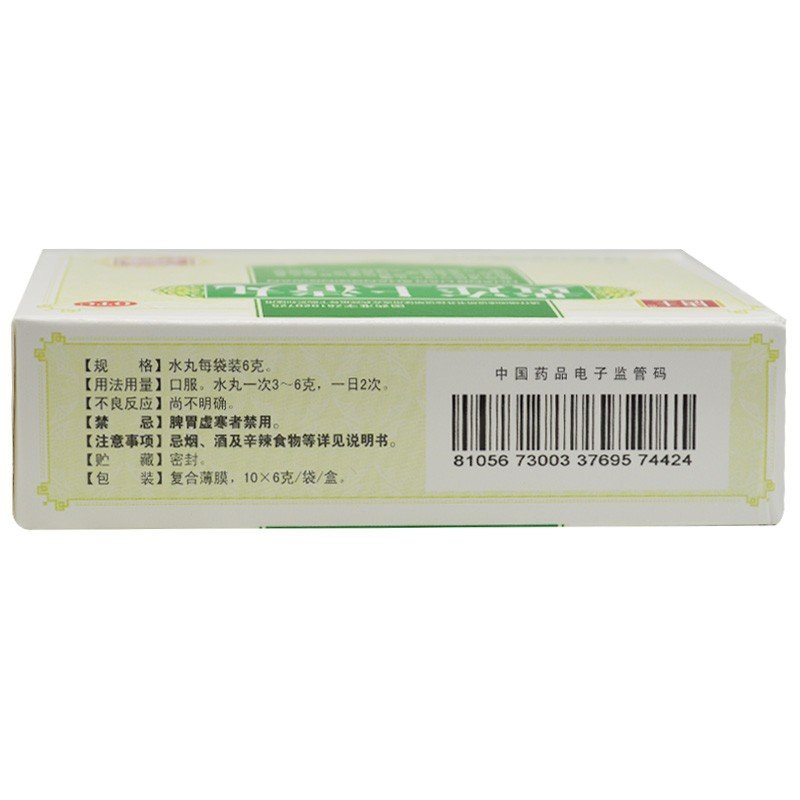 【规　　格】水丸每袋装6克。
【用法用量】口服。水丸一次3～6克，一日2次。
【不良反应】尚不明确。
【禁　　忌】脾胃虚寒者禁用。
【注意事项】忌烟、酒及辛辣食物等详见说明书。
【贮　　藏】密封。
【包　　装】复合薄膜，10×6克/袋/盒。
中国药品电子监管码
81056 73003 37695 74424